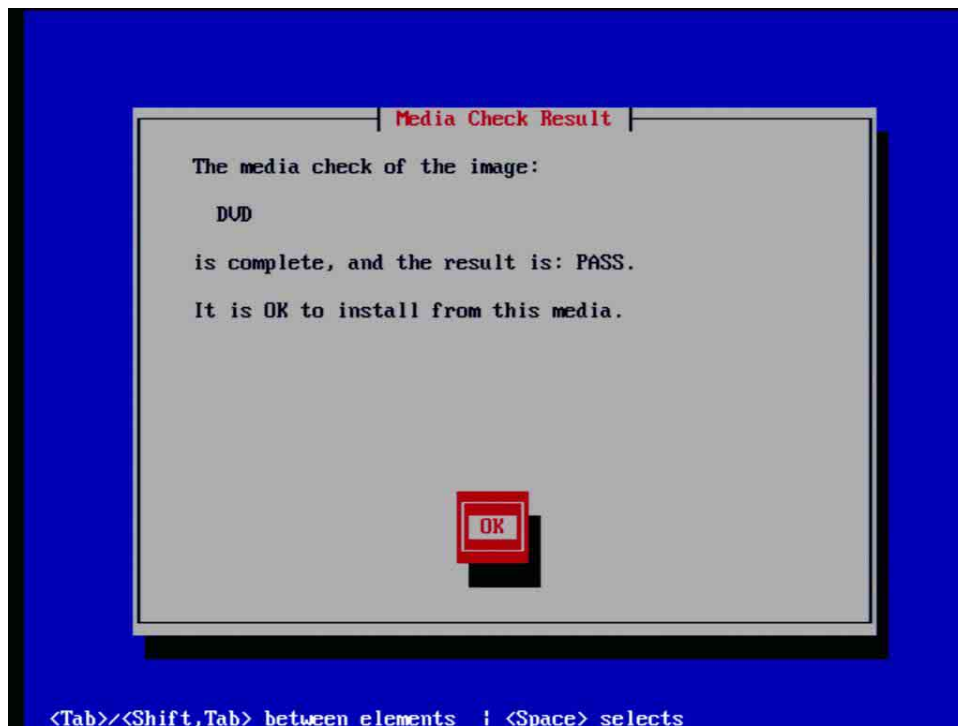 Media Check Result
The media check of the image:
DVD
is complete, and the result is: PASS.
It is OK to install from this media.
OK
<Tab>/<Shift,Tab> between elements | <Space> selects